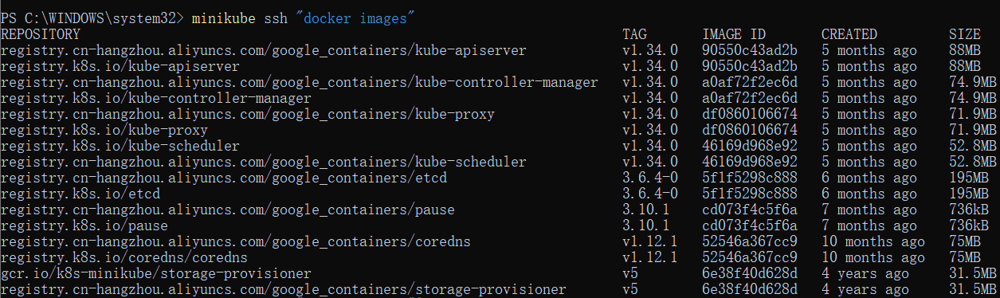 PS C:\WINDOWS\system32> minikube ssh "docker images"
REPOSITORY TAG IMAGE ID CREATED SIZE
registry.cn-hangzhou.aliyuncs.com/google_containers/kube-apiserver v1.34.0 90550c43ad2b 5 months ago 88MB
registry.k8s.io/kube-apiserver v1.34.0 90550c43ad2b 5 months ago 88MB
registry.cn-hangzhou.aliyuncs.com/google_containers/kube-controller-manager v1.34.0 a0af72f2ec6d 5 months ago 74.9MB
registry.k8s.io/kube-controller-manager v1.34.0 a0af72f2ec6d 5 months ago 74.9MB
registry.cn-hangzhou.aliyuncs.com/google_containers/kube-proxy v1.34.0 df0860106674 5 months ago 71.9MB
registry.k8s.io/kube-proxy v1.34.0 df0860106674 5 months ago 71.9MB
registry.k8s.io/kube-scheduler v1.34.0 46169d968e92 5 months ago 52.8MB
registry.cn-hangzhou.aliyuncs.com/google_containers/kube-scheduler v1.34.0 46169d968e92 5 months ago 52.8MB
registry.cn-hangzhou.aliyuncs.com/google_containers/etcd 3.6.4-0 5f1f5298c888 6 months ago 195MB
registry.k8s.io/etcd 3.6.4-0 5f1f5298c888 6 months ago 195MB
registry.cn-hangzhou.aliyuncs.com/google_containers/pause 3.10.1 cd073f4c5f6a 7 months ago 736kB
registry.k8s.io/pause 3.10.1 cd073f4c5f6a 7 months ago 736kB
registry.cn-hangzhou.aliyuncs.com/google_containers/coredns v1.12.1 52546a367cc9 10 months ago 75MB
registry.k8s.io/coredns/coredns v1.12.1 52546a367cc9 10 months ago 75MB
gcr.io/k8s-minikube/storage-provisioner v5 6e38f40d628d 4 years ago 31.5MB
registry.cn-hangzhou.aliyuncs.com/google_containers/storage-provisioner v5 6e38f40d628d 4 years ago 31.5MB